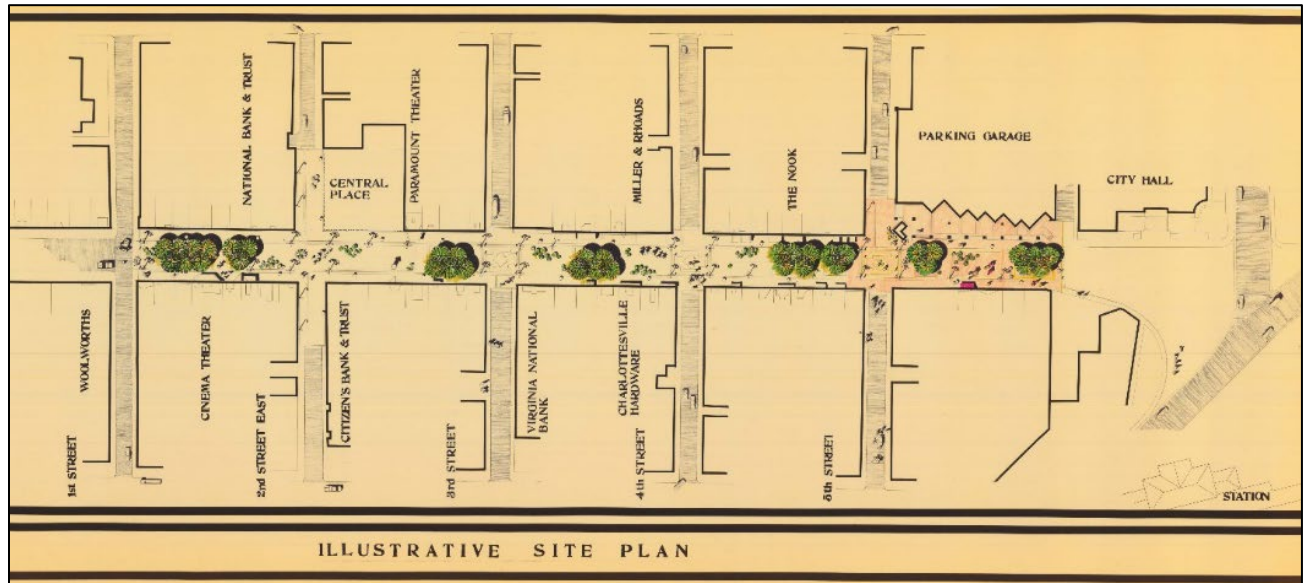 NATIONAL BANK & TRUST
CENTRAL
PLACE
PARAMOUNT THEATER
MILLER & RHOADS
THE NOOK
PARKING GARAGE
CITY HALL
WOOLWORTHS
CINEMA THEATER
CITIZEN'S BANK & TRUST
VIRGINIA NATIONAL
BANK
CHARLOTTESVILLE
HARDWARE
1st STREET
2nd STREET EAST
3rd STREET
4th STREET
5th STREET
STATION
ILLUSTRATIVE SITE PLAN